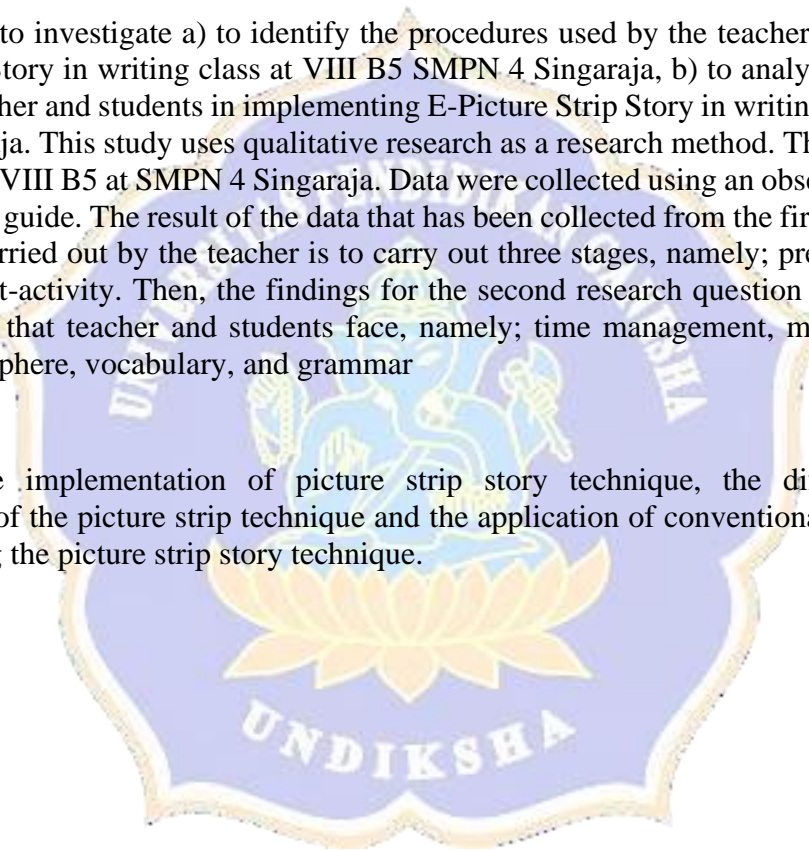 to investigate a) to identify the procedures used by the teacher
Story in writing class at VIII B5 SMPN 4 Singaraja, b) to analy
her and students in implementing E-Picture Strip Story in writin
ja. This study uses qualitative research as a research method. Th
VIII B5 at SMPN 4 Singaraja. Data were collected using an obse
guide. The result of the data that has been collected from the fir
rried out by the teacher is to carry out three stages, namely; pre
t-activity. Then, the findings for the second research question
that teacher and students face, namely; time management, m
phere, vocabulary, and grammar
e implementation of picture strip story technique, the di
of the picture strip technique and the application of conventiona
g the picture strip story technique.
UNIVERSITAS PENDIDIKAN GANESHA
UNDIKSHA